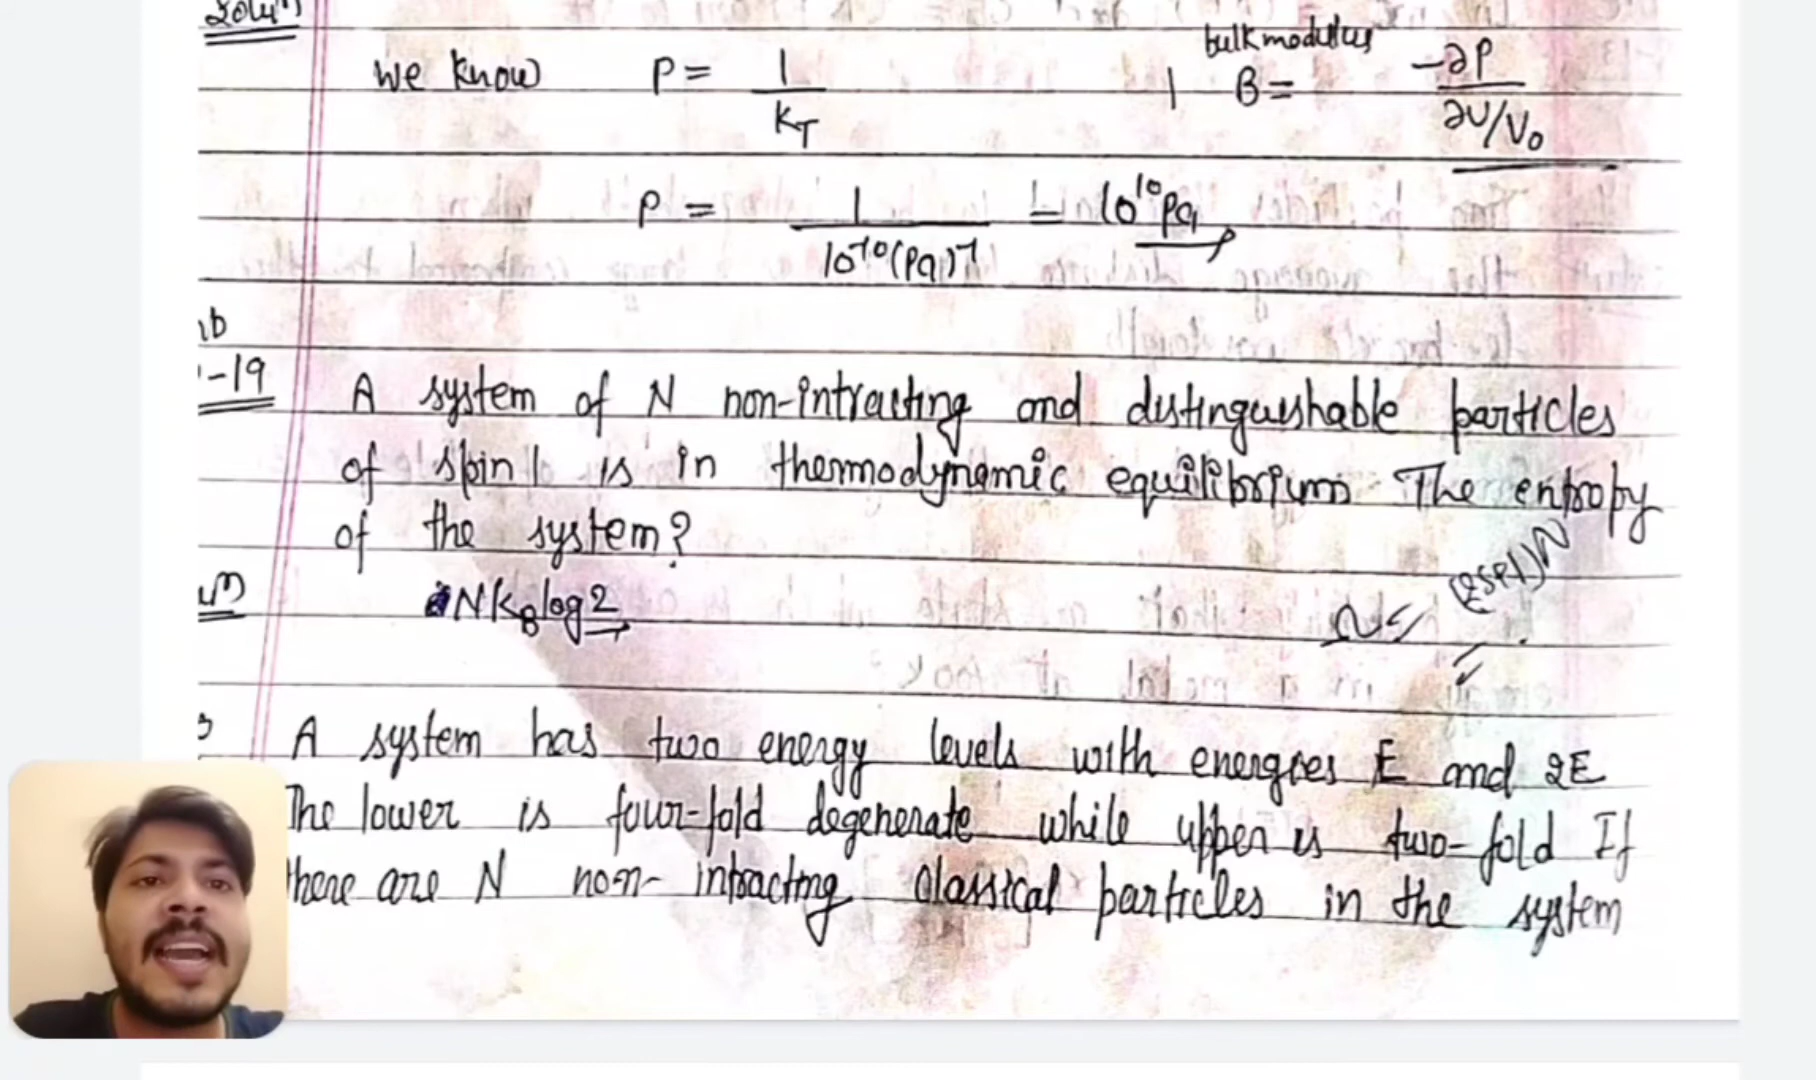 Solun
We know P = 1 / KT | bulk modulus B = -∂P / ∂V/V₀
P = 1 / 10⁻¹⁰(Pa)⁻¹ = 10¹⁰ Pa
-19
A system of N non-intracting and distinguishable particles
of spin 1 is in thermodynamic equilibrium The entropy
of the system?
NKB log 2
Ω = (2S+1)N
A system has two energy levels with energies E and 2E
The lower is four-fold degenerate while upper is two-fold If
there are N non-intracting classical particles in the system